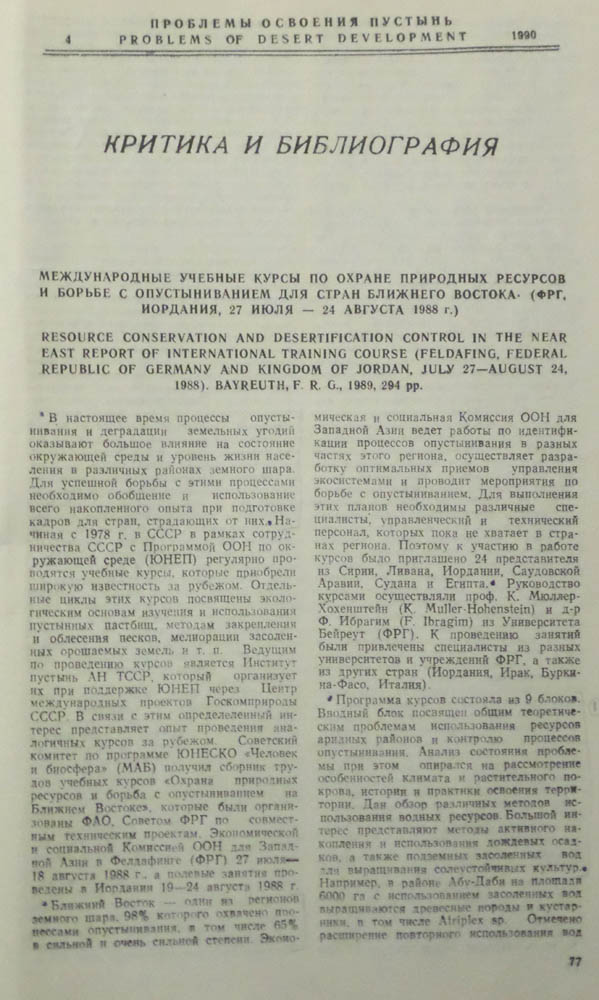 ПРОБЛЕМЫ ОСВОЕНИЯ ПУСТЫНЬ
4 PROBLEMS OF DESERT DEVELOPMENT 1990
КРИТИКА И БИБЛИОГРАФИЯ
МЕЖДУНАРОДНЫЕ УЧЕБНЫЕ КУРСЫ ПО ОХРАНЕ ПРИРОДНЫХ РЕСУРСОВ
И БОРЬБЕ С ОПУСТЫНИВАНИЕМ ДЛЯ СТРАН БЛИЖНЕГО ВОСТОКА (ФРГ,
ИОРДАНИЯ, 27 ИЮЛЯ — 24 АВГУСТА 1988 г.)
RESOURCE CONSERVATION AND DESERTIFICATION CONTROL IN THE NEAR
EAST REPORT OF INTERNATIONAL TRAINING COURSE (FELDAFING, FEDERAL
REPUBLIC OF GERMANY AND KINGDOM OF JORDAN, JULY 27—AUGUST 24,
1988). BAYREUTH, F. R. G., 1989, 294 pp.
В настоящее время процессы опусты-
нивания и деградации земельных угодий
оказывают большое влияние на состояние
окружающей среды и уровень жизни насе-
ления в различных районах земного шара.
Для успешной борьбы с этими процессами
необходимо обобщение и использование
всего накопленного опыта при подготовке
кадров для стран, страдающих от них. На-
чиная с 1978 г. в СССР в рамках сотруд-
ничества СССР с Программой ООН по ок-
ружающей среде (ЮНЕП) регулярно про-
водятся учебные курсы, которые приобрели
широкую известность за рубежом. Отдель-
ные циклы этих курсов посвящены эколо-
гическим основам изучения и использования
пустынных пастбищ, методам закрепления
и облесения песков, мелиорации засолен-
ных орошаемых земель и т. п. Ведущим
по проведению курсов является Институт
пустынь АН ТССР, который организует
их при поддержке ЮНЕП через Центр
международных проектов Госкомприроды
СССР. В связи с этим определеленный ин-
терес представляет опыт проведения ана-
логичных курсов за рубежом. Советский
комитет по программе ЮНЕСКО «Человек
и биосфера» (МАБ) получил сборник тру-
дов учебных курсов «Охрана природных
ресурсов и борьба с опустыниванием на
Ближнем Востоке», которые были органи-
зованы ФАО, Советом ФРГ по совмест-
ным техническим проектам, Экономической
и социальной Комиссией ООН для Запад-
ной Азии в Фелдафинге (ФРГ) 27 июля—
18 августа 1988 г., а полевые занятия про-
ведены в Иордании 19—24 августа 1988 г.
Ближний Восток — один из регионов
земного шара, 98% которого охвачено про-
цессами опустынивания, в том числе 65%
в сильной и очень сильной степени. Эконо-
мическая и социальная Комиссия ООН для
Западной Азии ведет работы по идентифи-
кации процессов опустынивания в разных
частях этого региона, осуществляет разра-
ботку оптимальных приемов управления
экосистемами и проводит мероприятия по
борьбе с опустыниванием. Для выполнения
этих планов необходимы различные спе-
циалисты, управленческий и технический
персонал, которых пока не хватает в стра-
нах региона. Поэтому к участию в работе
курсов было приглашено 24 представителя
из Сирии, Ливана, Иордании, Саудовской
Аравии, Судана и Египта. Руководство
курсами осуществляли проф. К. Мюллер-
Хохенштейн (K. Muller-Hohenstein) и д-р
Ф. Ибрагим (F. Ibragim) из Университета
Бейреут (ФРГ). К проведению занятий
были привлечены специалисты из разных
университетов и учреждений ФРГ, а также
из других стран (Иордания, Ирак, Бурки-
на-Фасо, Италия).
Программа курсов состояла из 9 блоков.
Вводный блок посвящен общим теоретиче-
ским проблемам использования ресурсов
аридных районов и контролю процессов
опустынивания. Анализ состояния пробле-
мы при этом опирался на рассмотрение
особенностей климата и растительного по-
крова, истории и практики освоения терри-
тории. Дан обзор различных методов ис-
пользования водных ресурсов. Большой ин-
терес представляют методы активного на-
копления и использования дождевых осад-
ков, а также подземных засоленных вод
для выращивания солеустойчивых культур.
Например, в районе Абу-Даби на площади
6000 га с использованием засоленных вод
выращиваются древесные породы и кустар-
ники, в том числе Atriplex sp. Отмечено
расширение повторного использования вод
77